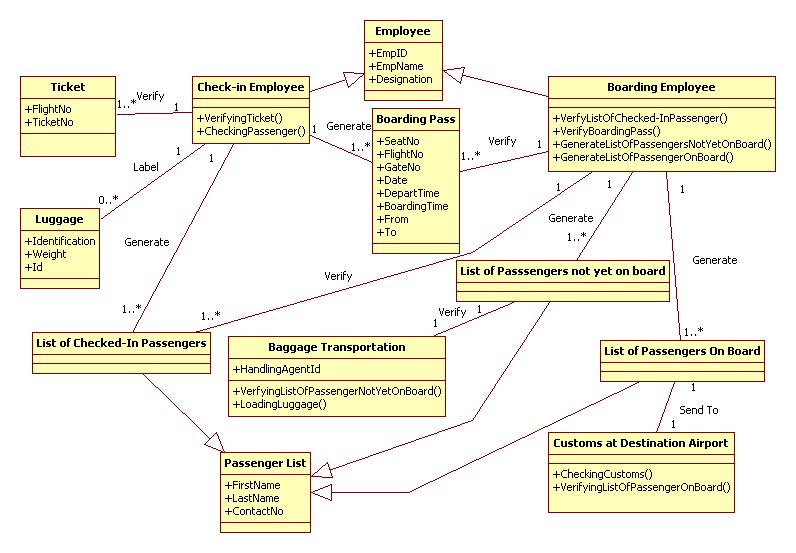 Employee
+EmpID
+EmpName
+Designation
Ticket
+FlightNo
+TicketNo
1..*
Verify
1
Check-in Employee
+VerifyingTicket()
+CheckingPassenger()
1
Generate
1..*
Boarding Pass
+SeatNo
+FlightNo
+GateNo
+Date
+DepartTime
+BoardingTime
+From
+To
1..*
Verify
1
Boarding Employee
+VerfyListOfChecked-InPassenger()
+VerifyBoardingPass()
+GenerateListOfPassengersNotYetOnBoard()
+GenerateListOfPassengerOnBoard()
1
Label
0..*
Luggage
+Identification
+Weight
+Id
1
Generate
1..*
1
Verify
1..*
1
Generate
1..*
1
Generate
1..*
List of Passsengers not yet on board
1
Verify
1
List of Checked-In Passengers
Baggage Transportation
+HandlingAgentId
+VerfyingListOfPassengerNotYetOnBoard()
+LoadingLuggage()
List of Passengers On Board
1
Send To
1
Customs at Destination Airport
+CheckingCustoms()
+VerifyingListOfPassengerOnBoard()
Passenger List
+FirstName
+LastName
+ContactNo